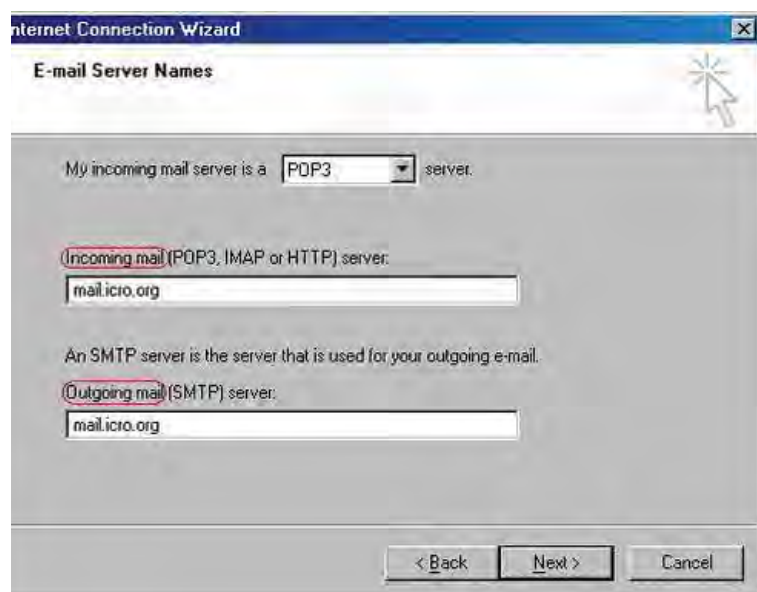 nternet Connection Wizard
E-mail Server Names
My incoming mail server is a POP3 server.
Incoming mail (POP3, IMAP or HTTP) server:
mail.icro.org
An SMTP server is the server that is used for your outgoing e-mail.
Outgoing mail (SMTP) server:
mail.icro.org
< Back Next > Cancel